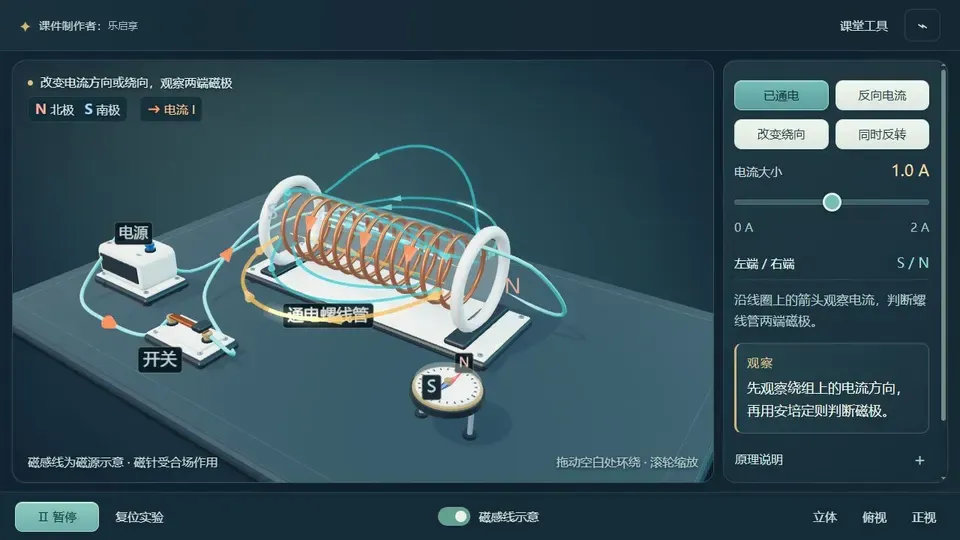 课件制作者：乐启享
课堂工具
改变电流方向或绕向，观察两端磁极
N 北极 S 南极 → 电流 I
电源
开关
通电螺线管
N
N
S
磁感线为磁源示意 · 磁针受合场作用
拖动空白处环绕 · 滚轮缩放
已通电
反向电流
改变绕向
同时反转
电流大小
1.0 A
0 A
2 A
左端 / 右端
S / N
沿线圈上的箭头观察电流，判断螺
线管两端磁极。
观察
先观察绕组上的电流方向，
再用安培定则判断磁极。
原理说明
暂停
复位实验
磁感线示意
立体
俯视
正视